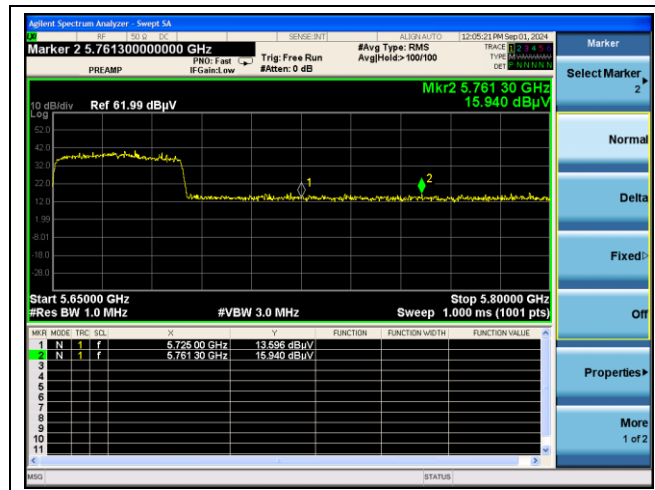 Agilent Spectrum Analyzer - Swept SA
LXI RF 50 Ω DC SENSE:INT ALIGN AUTO 12:05:21 PM Sep 01, 2024
Marker 2 5.761300000000 GHz
#Avg Type: RMS
TRACE 1 2 3 4 5 6
PNO: Fast
Trig: Free Run
Avg|Hold:> 100/100
TYPE
PREAMP
IFGain:Low
#Atten: 0 dB
DET P N N N N N
Mkr2 5.761 30 GHz
10 dB/div Ref 61.99 dBµV
15.940 dBµV
Log
52.0
42.0
32.0
22.0
12.0
1.99
-8.01
-18.0
-28.0
1
2
Start 5.65000 GHz
Stop 5.80000 GHz
#Res BW 1.0 MHz
#VBW 3.0 MHz
Sweep 1.000 ms (1001 pts)
MKR MODE TRC SCL X Y FUNCTION FUNCTION WIDTH FUNCTION VALUE
1 N 1 f 5.725 00 GHz 13.596 dBµV
2 N 1 f 5.761 30 GHz 15.940 dBµV
3
4
5
6
7
8
9
10
11
MSG
STATUS
Marker
Select Marker
2
Normal
Delta
Fixed
Off
Properties
More
1 of 2